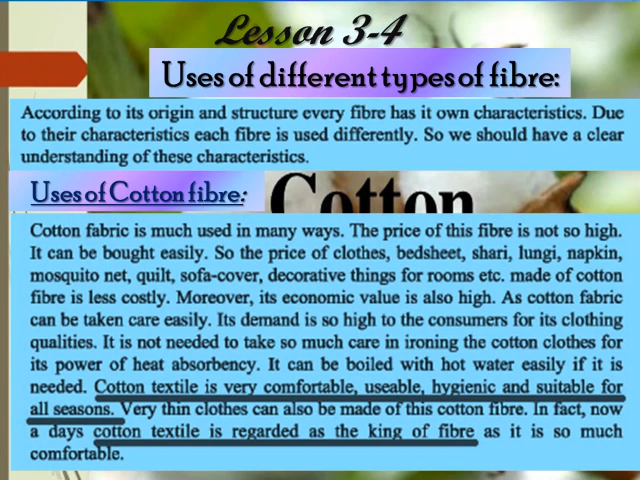 Lesson 3-4
Uses of different types of fibre:
According to its origin and structure every fibre has it own characteristics. Due
to their characteristics each fibre is used differently. So we should have a clear
understanding of these characteristics.
Uses of Cotton fibre:
Cotton
Cotton fabric is much used in many ways. The price of this fibre is not so high.
It can be bought easily. So the price of clothes, bedsheet, shari, lungi, napkin,
mosquito net, quilt, sofa-cover, decorative things for rooms etc. made of cotton
fibre is less costly. Moreover, its economic value is also high. As cotton fabric
can be taken care easily. Its demand is so high to the consumers for its clothing
qualities. It is not needed to take so much care in ironing the cotton clothes for
its power of heat absorbency. It can be boiled with hot water easily if it is
needed. Cotton textile is very comfortable, useable, hygienic and suitable for
all seasons. Very thin clothes can also be made of this cotton fibre. In fact, now
a days cotton textile is regarded as the king of fibre as it is so much
comfortable.